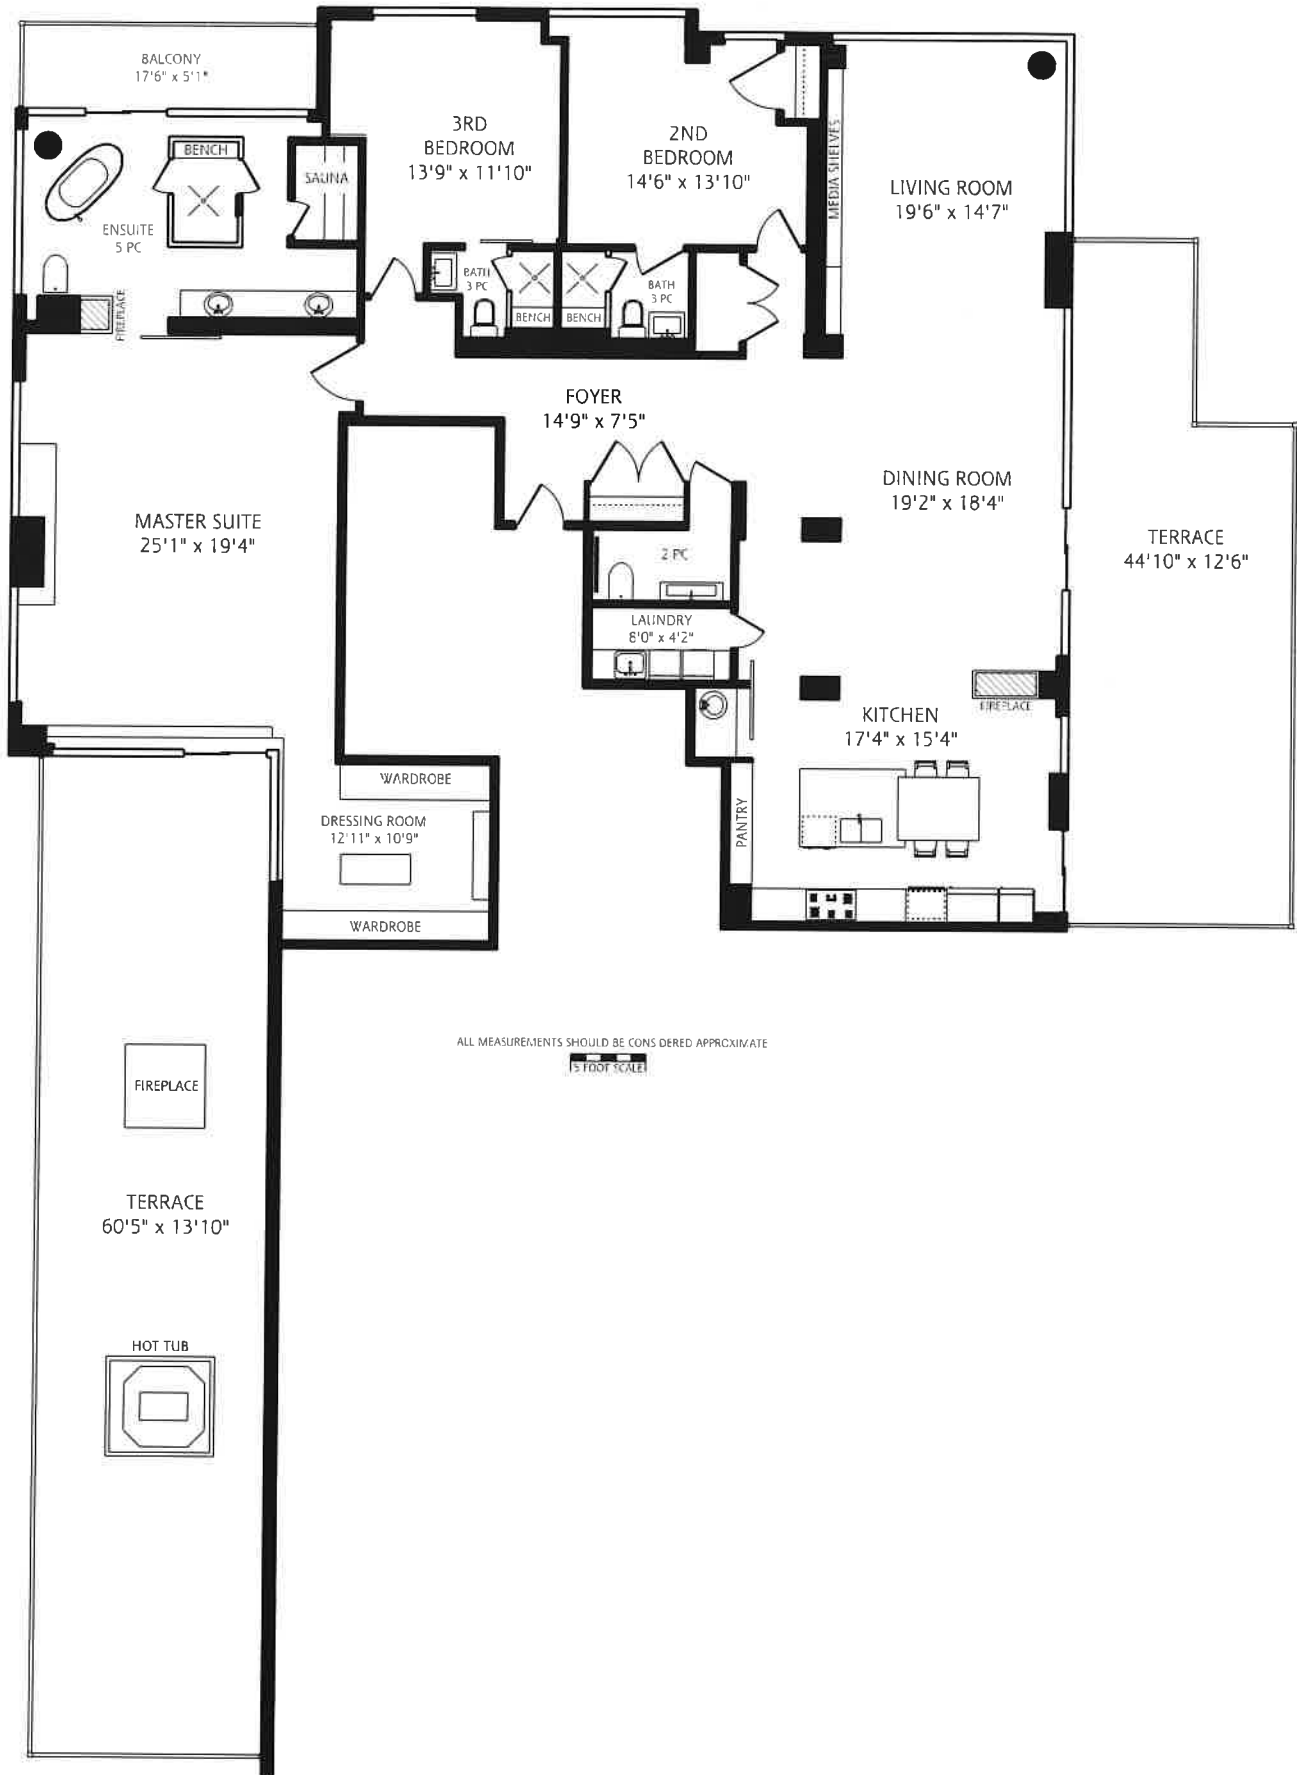 BALCONY
17'6" x 5'1"
3RD
BEDROOM
13'9" x 11'10"
2ND
BEDROOM
14'6" x 13'10"
MEDIA SHELVES
LIVING ROOM
19'6" x 14'7"
BENCH
SAUNA
ENSUITE
5 PC
FIREPLACE
BATH
3 PC
BENCH
BENCH
BATH
3 PC
FOYER
14'9" x 7'5"
DINING ROOM
19'2" x 18'4"
MASTER SUITE
25'1" x 19'4"
TERRACE
44'10" x 12'6"
2 PC
LAUNDRY
8'0" x 4'2"
FIREPLACE
KITCHEN
17'4" x 15'4"
PANTRY
WARDROBE
DRESSING ROOM
12'11" x 10'9"
WARDROBE
ALL MEASUREMENTS SHOULD BE CONS DERED APPROXIMATE
5 FOOT SCALE
FIREPLACE
TERRACE
60'5" x 13'10"
HOT TUB